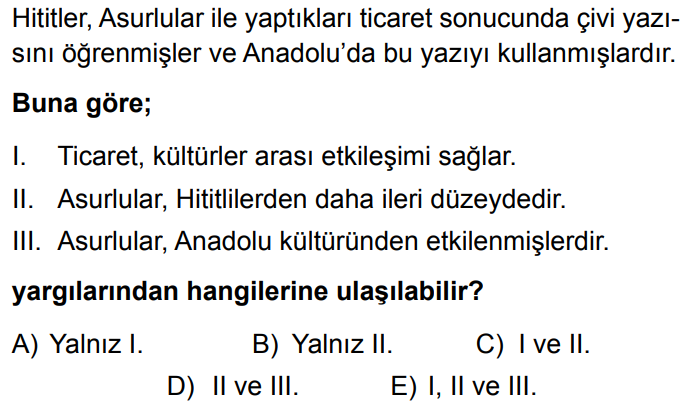 Hititler, Asurlular ile yaptıkları ticaret sonucunda çivi yazı-
sını öğrenmişler ve Anadolu’da bu yazıyı kullanmışlardır.
Buna göre;
I. Ticaret, kültürler arası etkileşimi sağlar.
II. Asurlular, Hititlilerden daha ileri düzeydedir.
III. Asurlular, Anadolu kültüründen etkilenmişlerdir.
yargılarından hangilerine ulaşılabilir?
A) Yalnız I. B) Yalnız II. C) I ve II.
D) II ve III. E) I, II ve III.